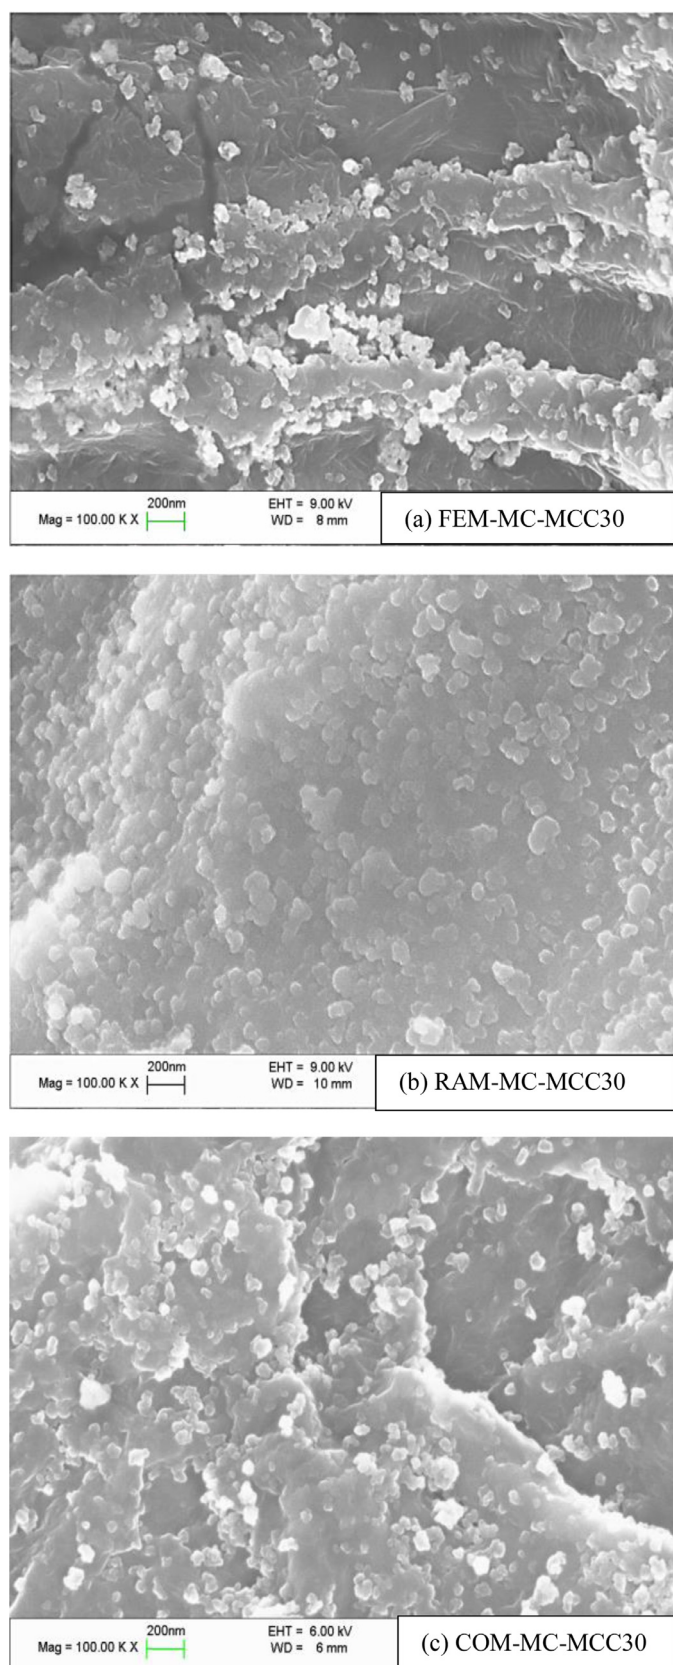 200nm
Mag = 100.00 K X
EHT = 9.00 kV
WD = 8 mm
(a) FEM-MC-MCC30
200nm
Mag = 100.00 K X
EHT = 9.00 kV
WD = 10 mm
(b) RAM-MC-MCC30
200nm
Mag = 100.00 K X
EHT = 6.00 kV
WD = 6 mm
(c) COM-MC-MCC30